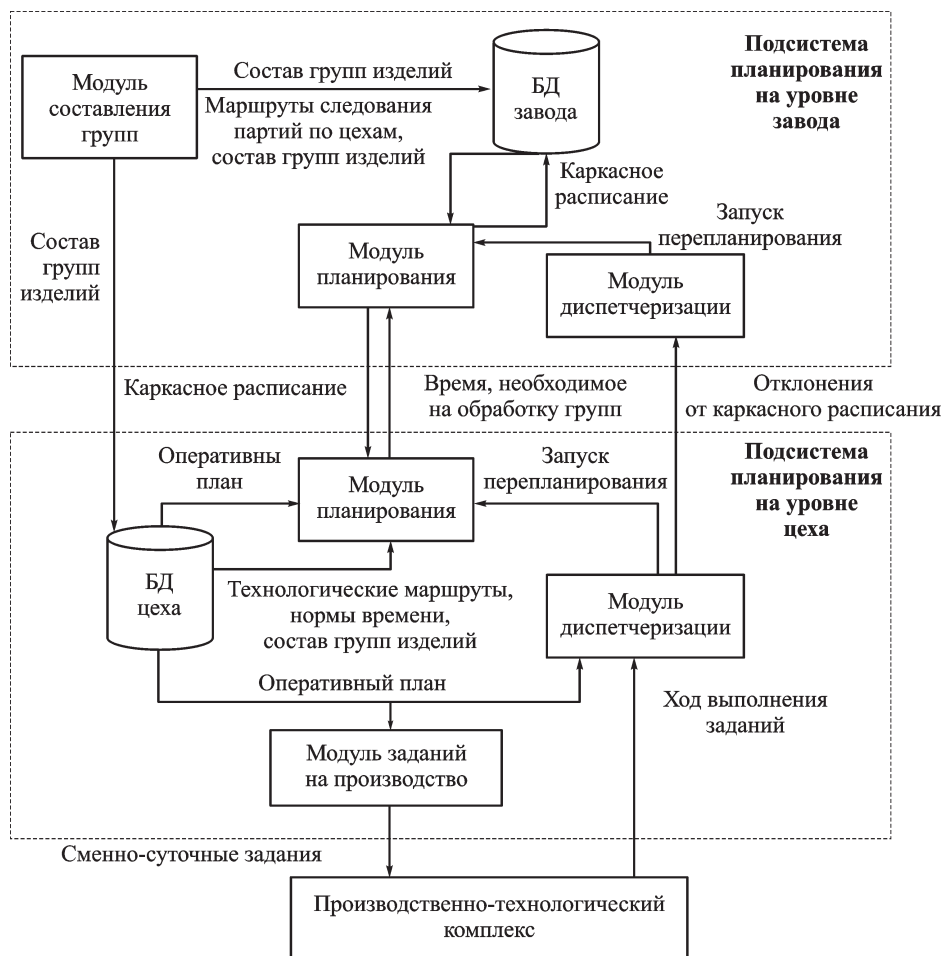 Подсистема
планирования
на уровне
завода
Модуль
составления
групп
Состав групп изделий
Маршруты следования
партий по цехам,
состав групп изделий
БД
завода
Каркасное
расписание
Запуск
перепланирования
Состав
групп
изделий
Модуль
планирования
Модуль
диспетчеризации
Каркасное расписание
Время, необходимое
на обработку групп
Отклонения
от каркасного расписания
Подсистема
планирования
на уровне
цеха
Оперативны
план
Модуль
планирования
Запуск
перепланирования
БД
цеха
Технологические маршруты,
нормы времени,
состав групп изделий
Модуль
диспетчеризации
Оперативный план
Ход выполнения
заданий
Модуль заданий
на производство
Сменно-суточные задания
Производственно-технологический
комплекс